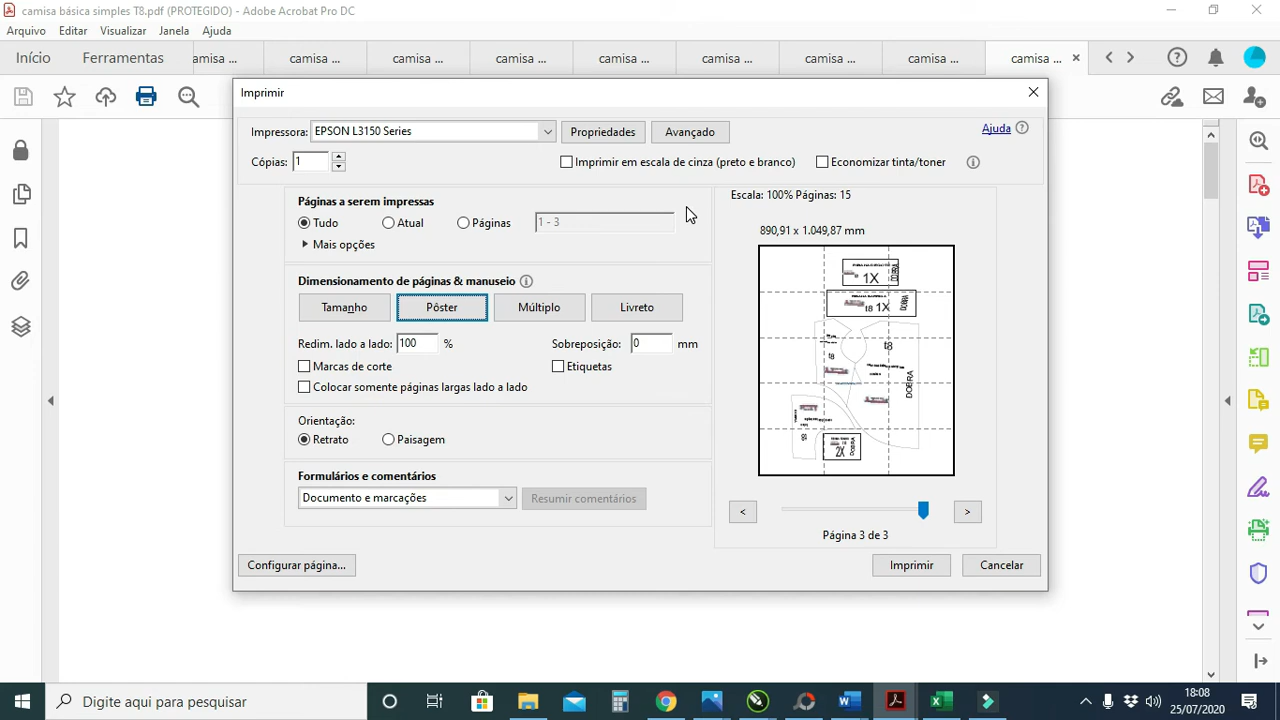 camisa básica simples T8.pdf (PROTEGIDO) - Adobe Acrobat Pro DC
Arquivo Editar Visualizar Janela Ajuda
Início Ferramentas camisa ... camisa ... camisa ... camisa ... camisa ... camisa ... camisa ... camisa ... camisa ...
Imprimir
Impressora: EPSON L3150 Series Propriedades Avançado Ajuda
Cópias: 1 Imprimir em escala de cinza (preto e branco) Economizar tinta/toner
Páginas a serem impressas
Tudo Atual Páginas 1 - 3
Mais opções
Dimensionamento de páginas & manuseio
Tamanho Pôster Múltiplo Livreto
Redim. lado a lado: 100 % Sobreposição: 0 mm
Marcas de corte Etiquetas
Colocar somente páginas largas lado a lado
Orientação:
Retrato Paisagem
Formulários e comentários
Documento e marcações Resumir comentários
Escala: 100% Páginas: 15
890,91 x 1.049,87 mm
1X
t8 1X
t8
t8
DOBRA
t8
2X
< >
Página 3 de 3
Configurar página... Imprimir Cancelar
Digite aqui para pesquisar
18:08
25/07/2020